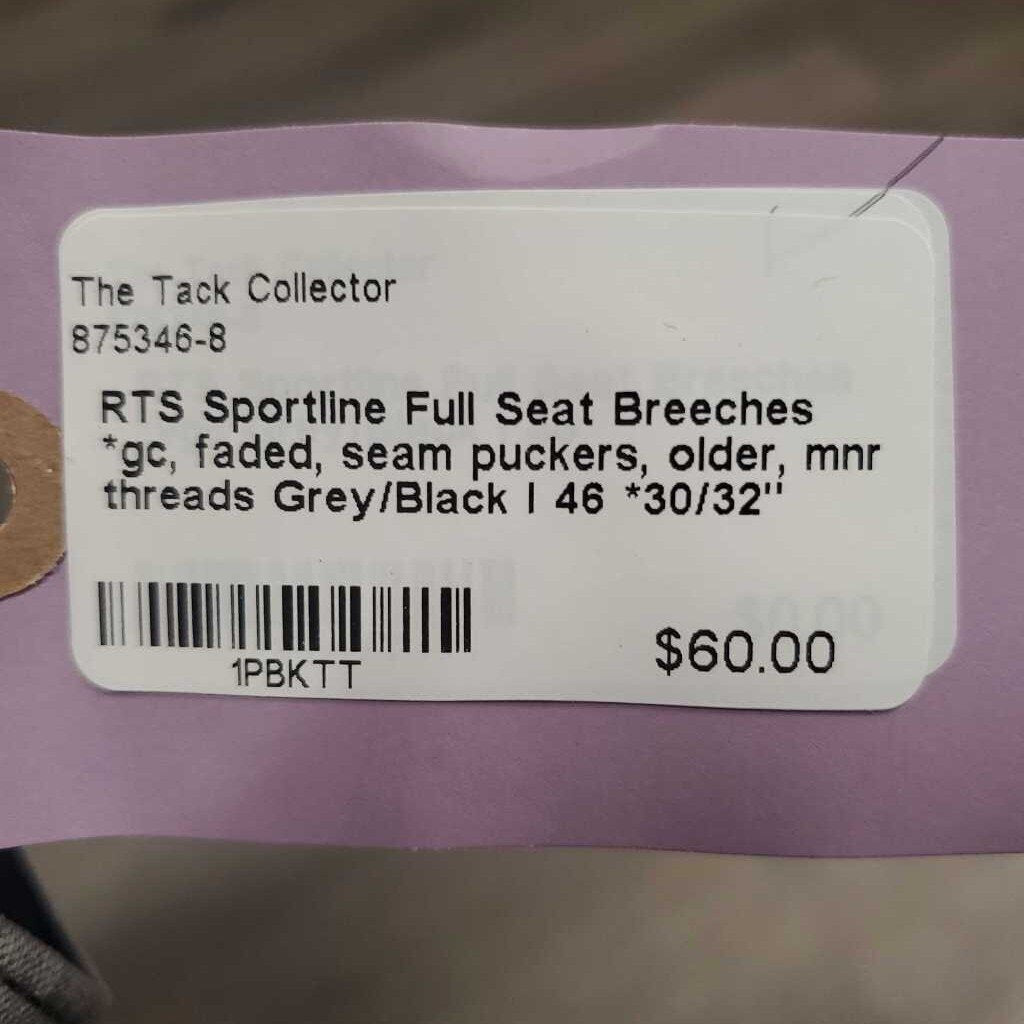 The Tack Collector
875346-8
RTS Sportline Full Seat Breeches
*gc, faded, seam puckers, older, mnr
threads Grey/Black I 46 *30/32"
1PBKTT
$60.00